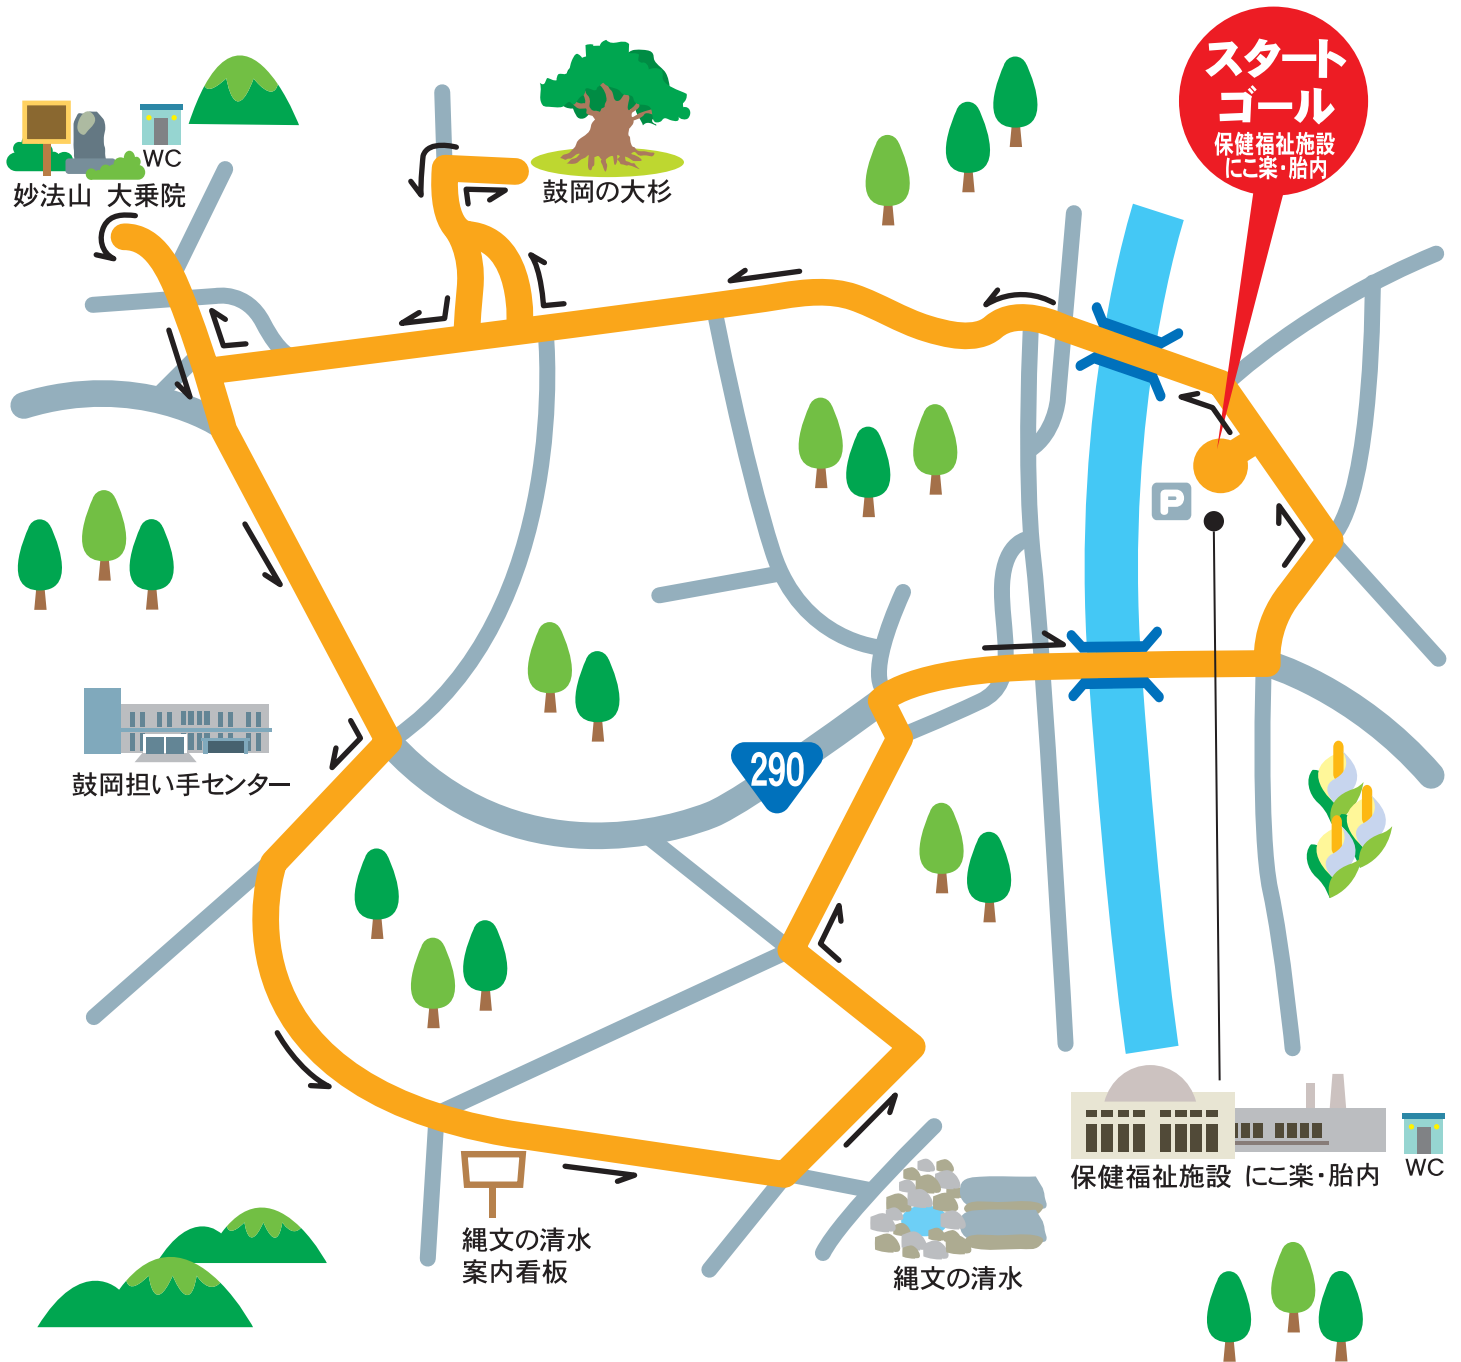 スタート
ゴール
保健福祉施設
にこ楽・胎内
WC
妙法山 大乗院
鼓岡の大杉
P
鼓岡担い手センター
290
保健福祉施設 にこ楽・胎内
WC
縄文の清水
案内看板
縄文の清水